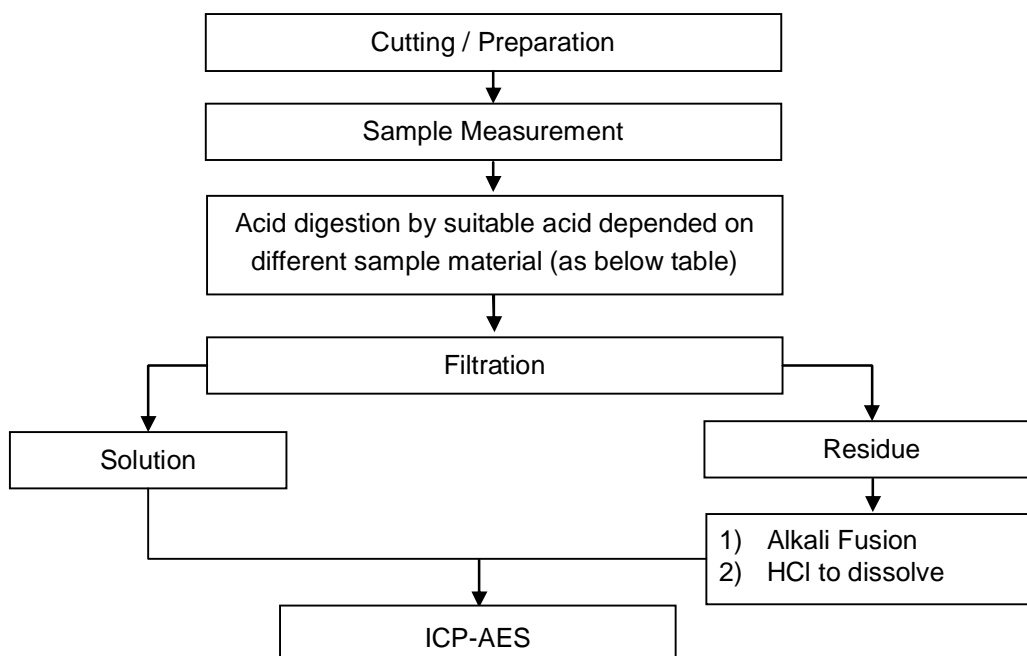 Cutting / Preparation
Sample Measurement
Acid digestion by suitable acid depended on
different sample material (as below table)
Filtration
Solution
Residue
1) Alkali Fusion
2) HCl to dissolve
ICP-AES